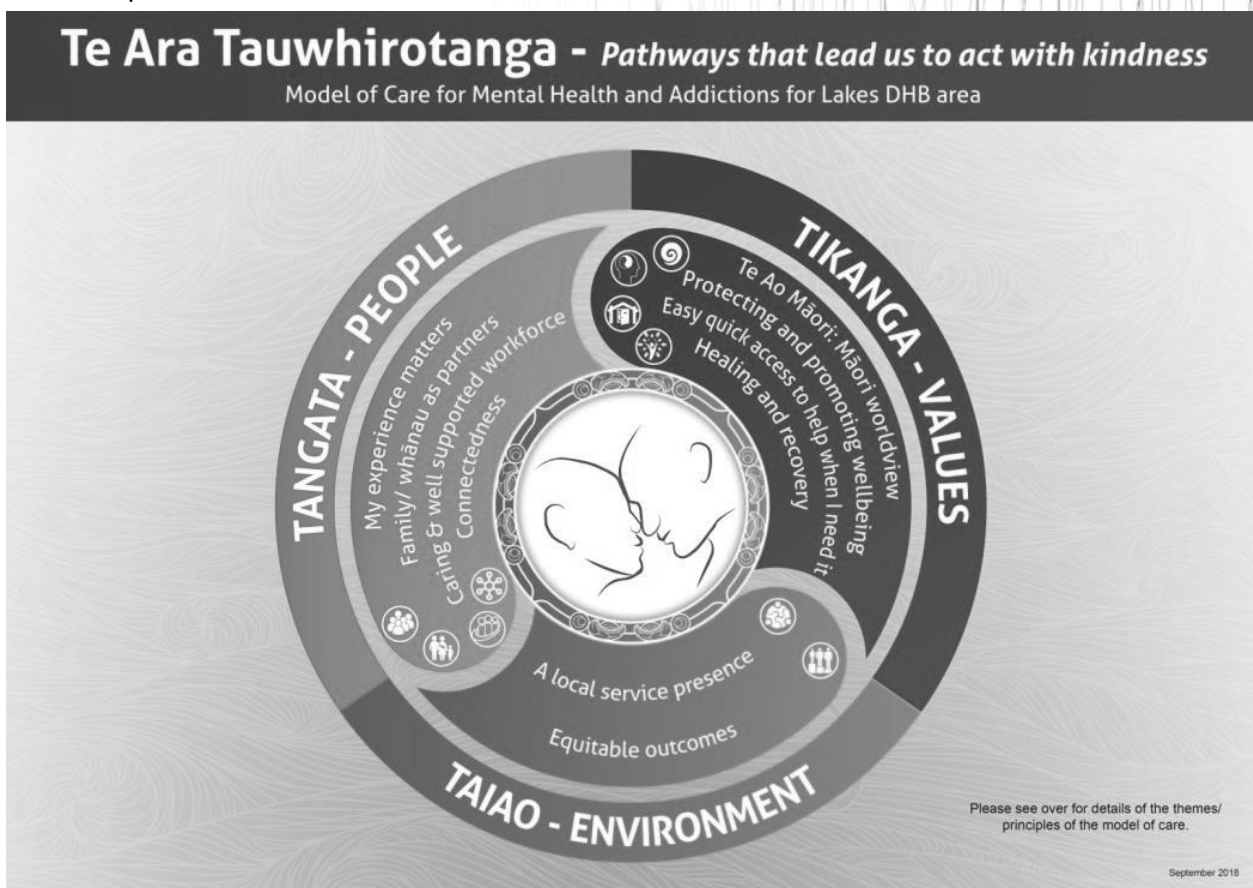 Te Ara Tauwhirotanga - Pathways that lead us to act with kindness
Model of Care for Mental Health and Addictions for Lakes DHB area
TANGATA - PEOPLE
My experience matters
Family/ whānau as partners
Caring & well supported workforce
Connectedness
TIKANGA - VALUES
Te Ao Māori: Māori worldview
Protecting and promoting wellbeing
Easy quick access to help when I need it
Healing and recovery
A local service presence
Equitable outcomes
TAIAO - ENVIRONMENT
Please see over for details of the themes/
principles of the model of care.
September 2018